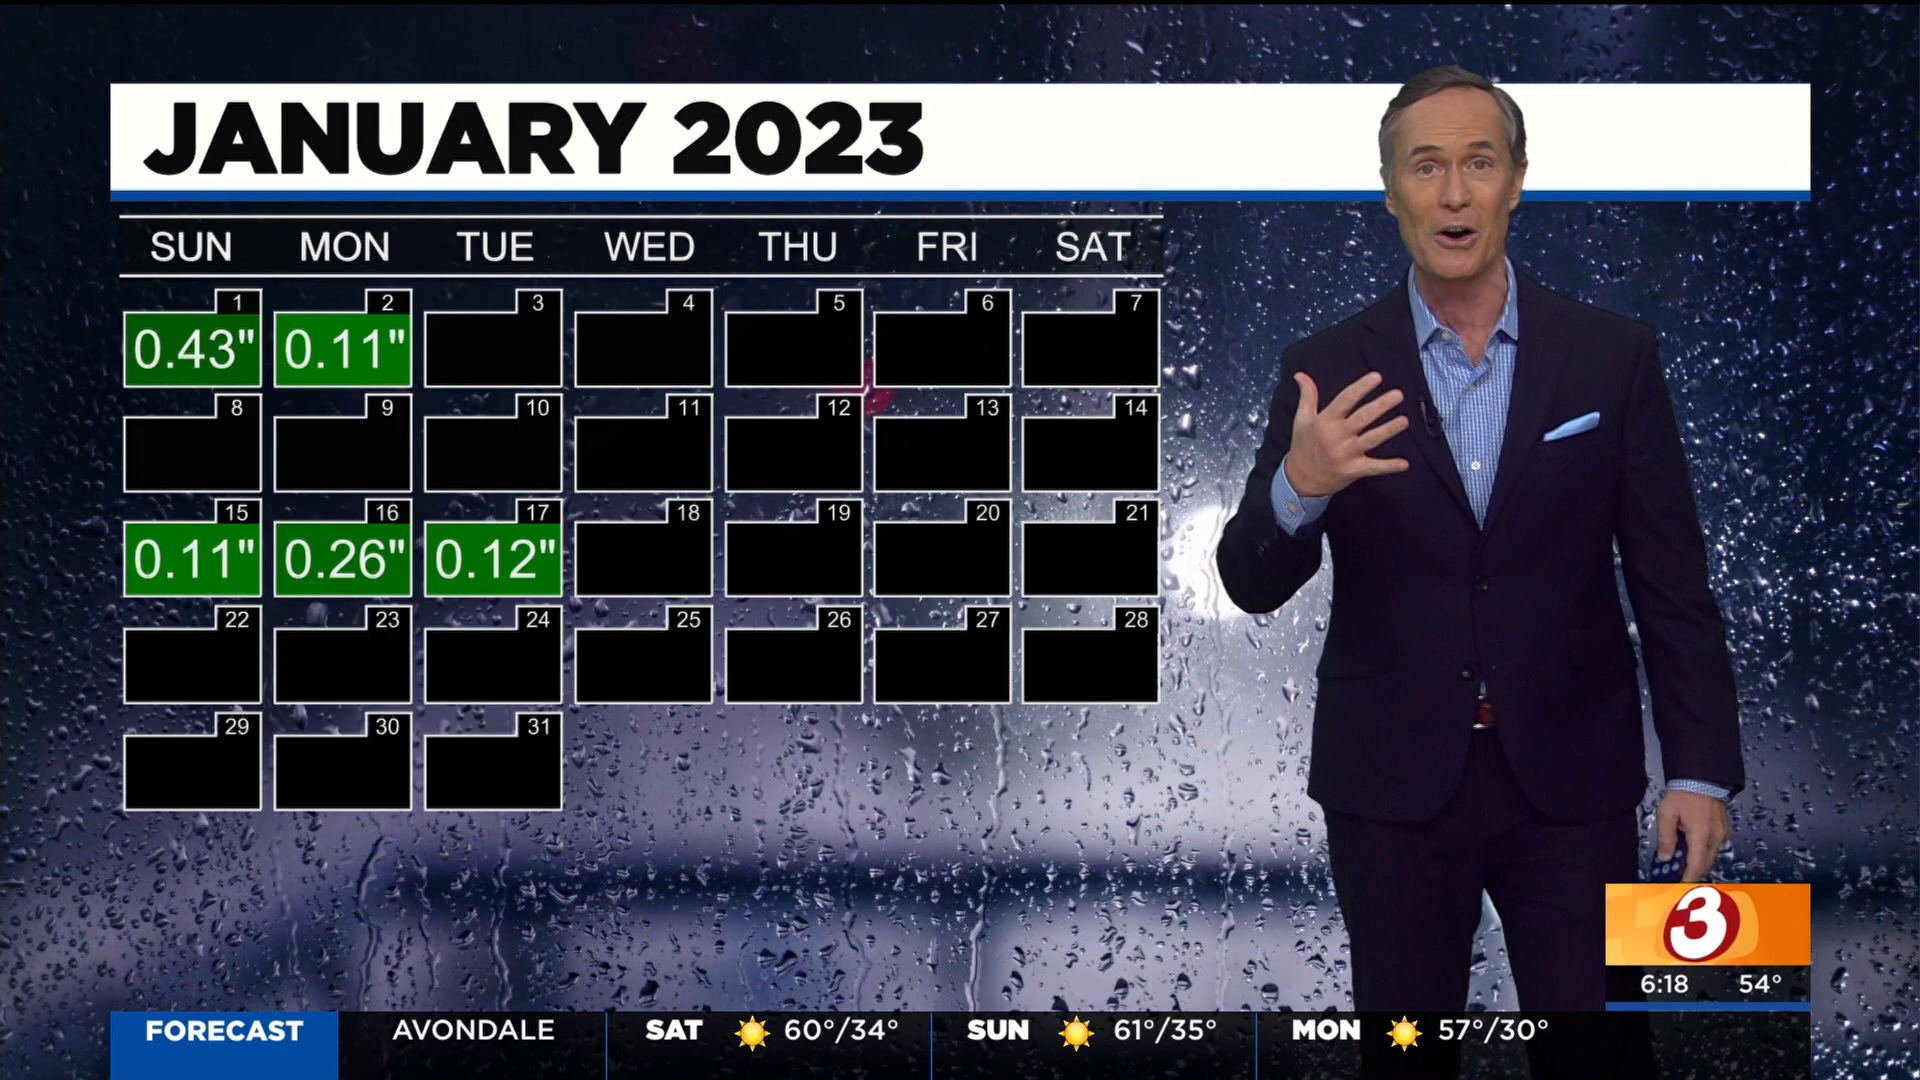 JANUARY 2023
SUN MON TUE WED THU FRI SAT
1 2 3 4 5 6 7
0.43" 0.11"
8 9 10 11 12 13 14
15 16 17 18 19 20 21
0.11" 0.26" 0.12"
22 23 24 25 26 27 28
29 30 31
3
6:18 54°
FORECAST AVONDALE SAT 60°/34° SUN 61°/35° MON 57°/30°